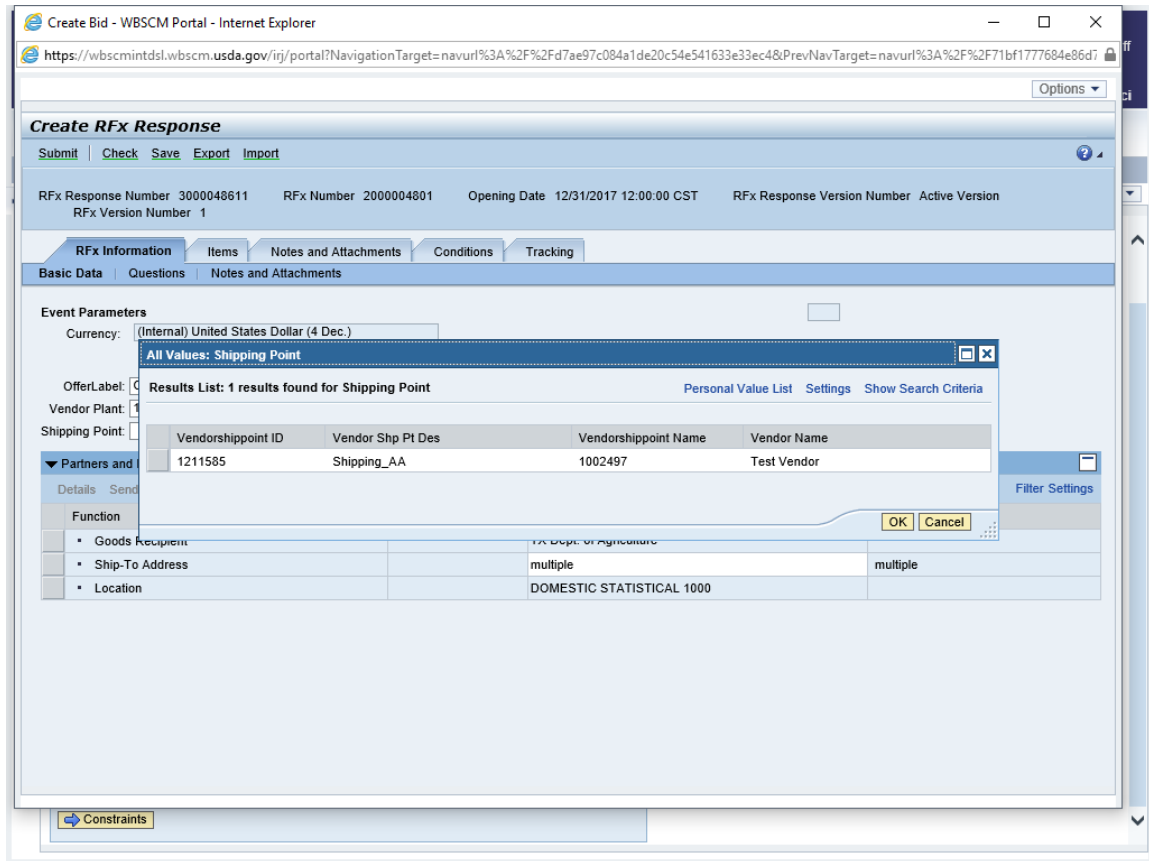 Create Bid - WBSCM Portal - Internet Explorer
https://wbscmintdsl.wbscm.usda.gov/irj/portal?NavigationTarget=navurl%3A%2F%2Fd7ae97c084a1de20c54e541633e33ec4&PrevNavTarget=navurl%3A%2F%2F71bf1777684e86d7
Options
Create RFx Response
Submit Check Save Export Import
RFx Response Number 3000048611 RFx Number 2000004801 Opening Date 12/31/2017 12:00:00 CST RFx Response Version Number Active Version
RFx Version Number 1
RFx Information Items Notes and Attachments Conditions Tracking
Basic Data Questions Notes and Attachments
Event Parameters
Currency: (Internal) United States Dollar (4 Dec.)
All Values: Shipping Point
OfferLabel: Results List: 1 results found for Shipping Point Personal Value List Settings Show Search Criteria
Vendor Plant: 1
Shipping Point: Vendorshippoint ID Vendor Shp Pt Des Vendorshippoint Name Vendor Name
Partners and 1211585 Shipping_AA 1002497 Test Vendor
Details Send Filter Settings
Function OK Cancel
Goods Recipient TX Dept. of Agriculture
Ship-To Address multiple multiple
Location DOMESTIC STATISTICAL 1000
Constraints